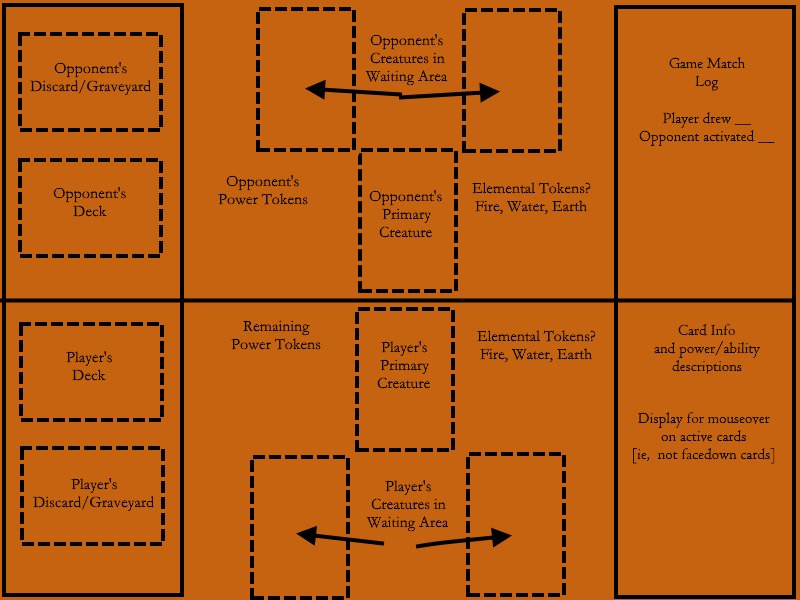 Opponent's
Discard/Graveyard
Opponent's
Deck
Opponent's
Creatures in
Waiting Area
Opponent's
Power Tokens
Opponent's
Primary
Creature
Elemental Tokens?
Fire, Water, Earth
Game Match
Log
Player drew __
Opponent activated __
Player's
Deck
Player's
Discard/Graveyard
Remaining
Power Tokens
Player's
Primary
Creature
Elemental Tokens?
Fire, Water, Earth
Player's
Creatures in
Waiting Area
Card Info
and power/ability
descriptions
Display for mouseover
on active cards
[ie, not facedown cards]